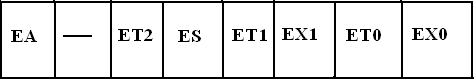 EA — ET2 ES ET1 EX1 ET0 EX0